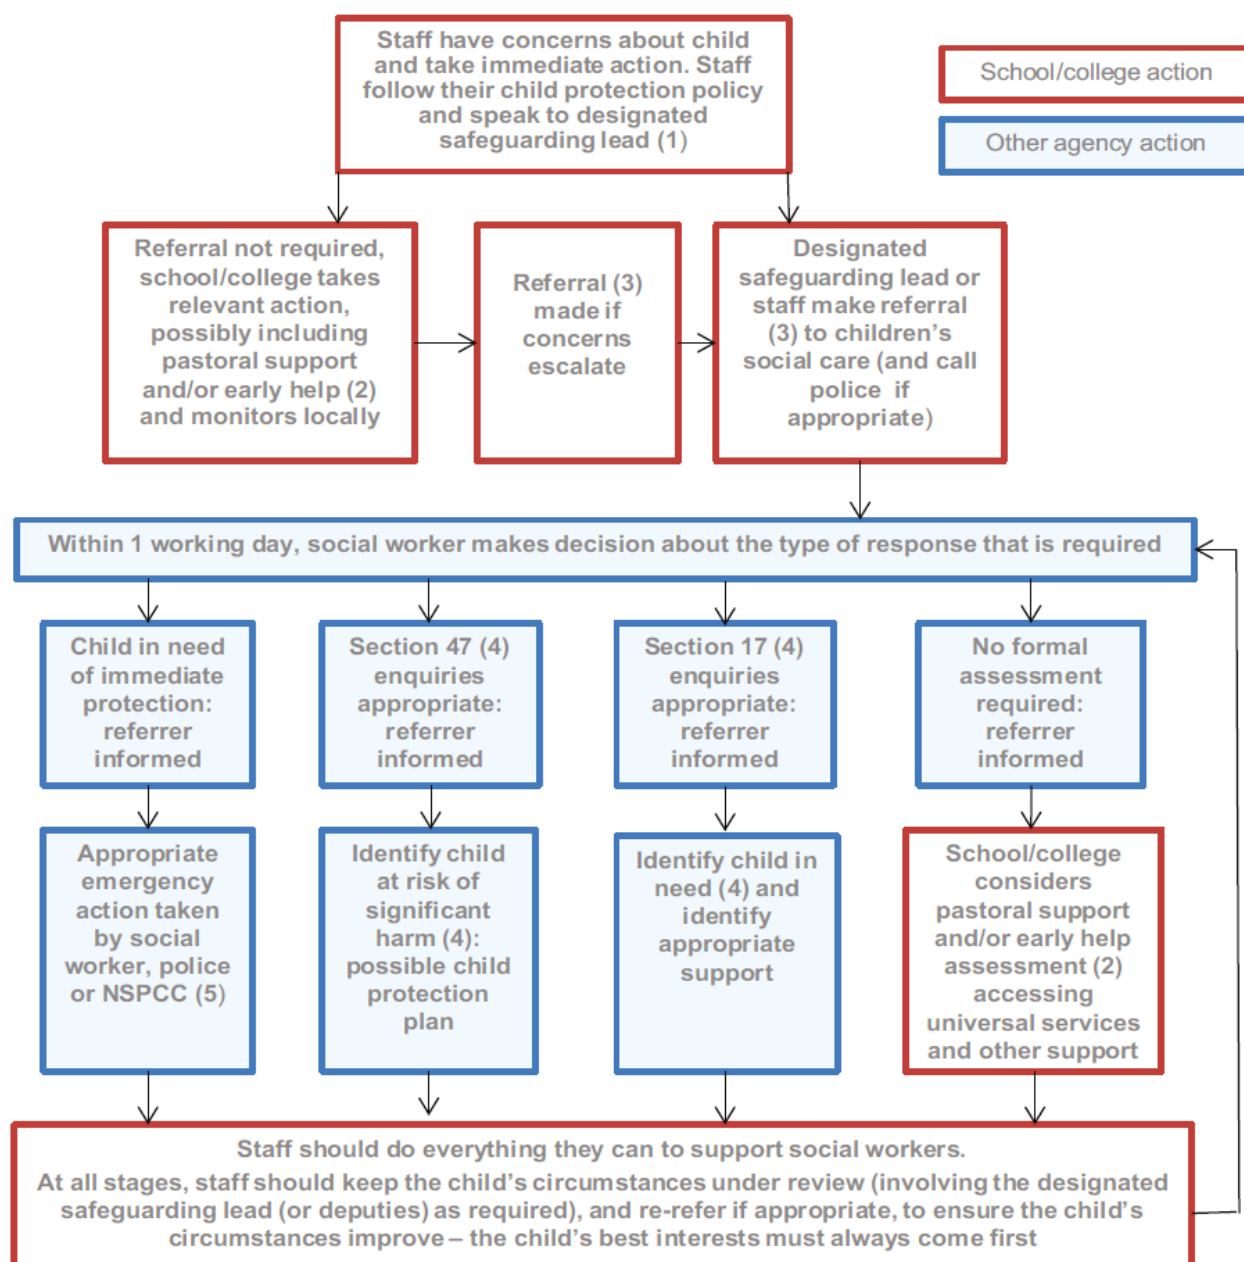 Staff have concerns about child
and take immediate action. Staff
follow their child protection policy
and speak to designated
safeguarding lead (1)
School/college action
Other agency action
Referral not required,
school/college takes
relevant action,
possibly including
pastoral support
and/or early help (2)
and monitors locally
Referral (3)
made if
concerns
escalate
Designated
safeguarding lead or
staff make referral
(3) to children’s
social care (and call
police if
appropriate)
Within 1 working day, social worker makes decision about the type of response that is required
Child in need
of immediate
protection:
referrer
informed
Section 47 (4)
enquiries
appropriate:
referrer
informed
Section 17 (4)
enquiries
appropriate:
referrer
informed
No formal
assessment
required:
referrer
informed
Appropriate
emergency
action taken
by social
worker, police
or NSPCC (5)
Identify child
at risk of
significant
harm (4):
possible child
protection
plan
Identify child in
need (4) and
identify
appropriate
support
School/college
considers
pastoral support
and/or early help
assessment (2)
accessing
universal services
and other support
Staff should do everything they can to support social workers.
At all stages, staff should keep the child’s circumstances under review (involving the designated
safeguarding lead (or deputies) as required), and re-refer if appropriate, to ensure the child’s
circumstances improve – the child’s best interests must always come first